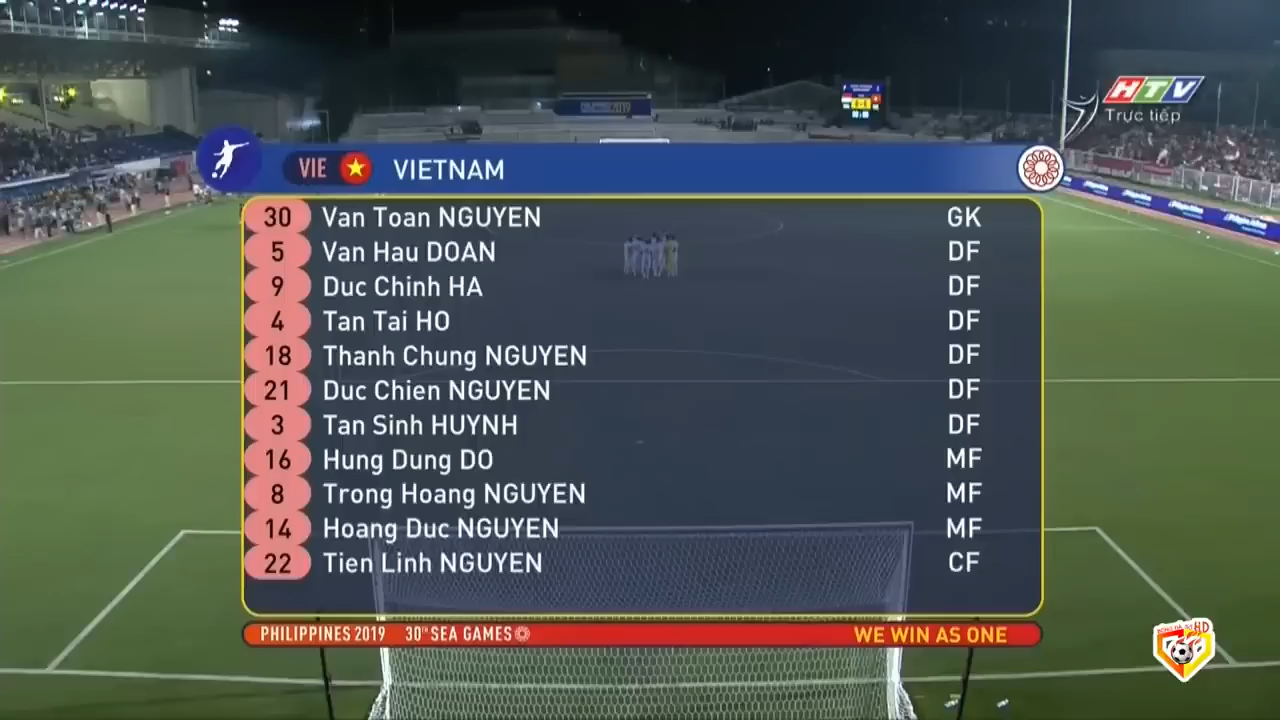 HTV
Trực tiếp
VIE VIETNAM
30 Van Toan NGUYEN GK
5 Van Hau DOAN DF
9 Duc Chinh HA DF
4 Tan Tai HO DF
18 Thanh Chung NGUYEN DF
21 Duc Chien NGUYEN DF
3 Tan Sinh HUYNH DF
16 Hung Dung DO MF
8 Trong Hoang NGUYEN MF
14 Hoang Duc NGUYEN MF
22 Tien Linh NGUYEN CF
PHILIPPINES 2019 30TH SEA GAMES WE WIN AS ONE
HD